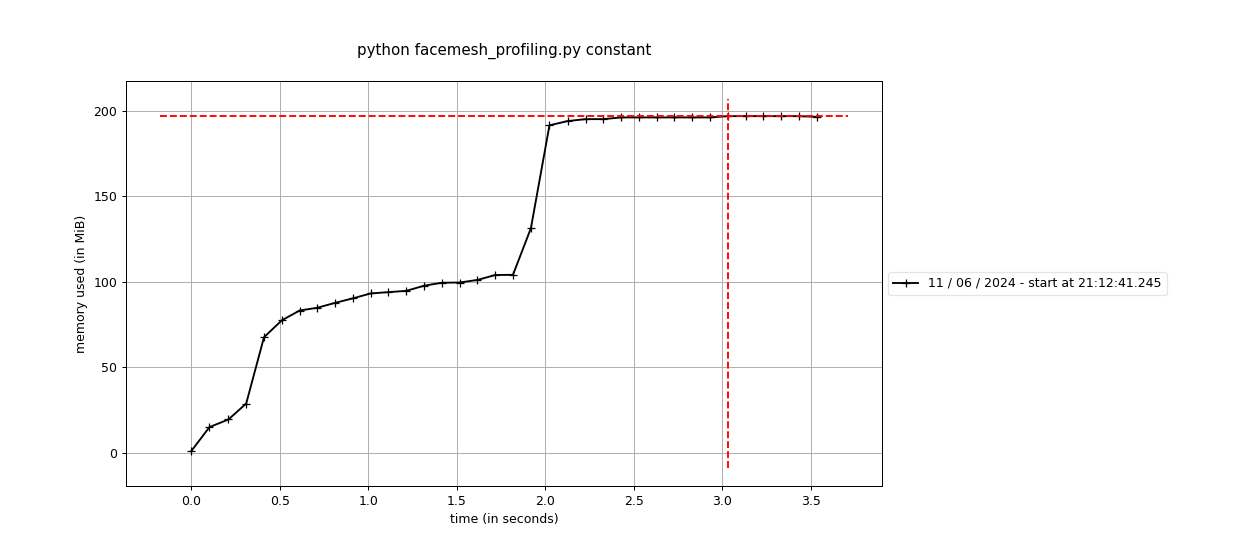 python facemesh_profiling.py constant
memory used (in MiB)
200
150
100
50
0
0.0 0.5 1.0 1.5 2.0 2.5 3.0 3.5
time (in seconds)
11 / 06 / 2024 - start at 21:12:41.245